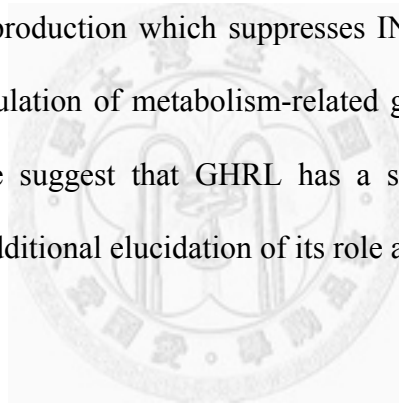 production which suppresses IN
ulation of metabolism-related g
e suggest that GHRL has a s
dditional elucidation of its role a